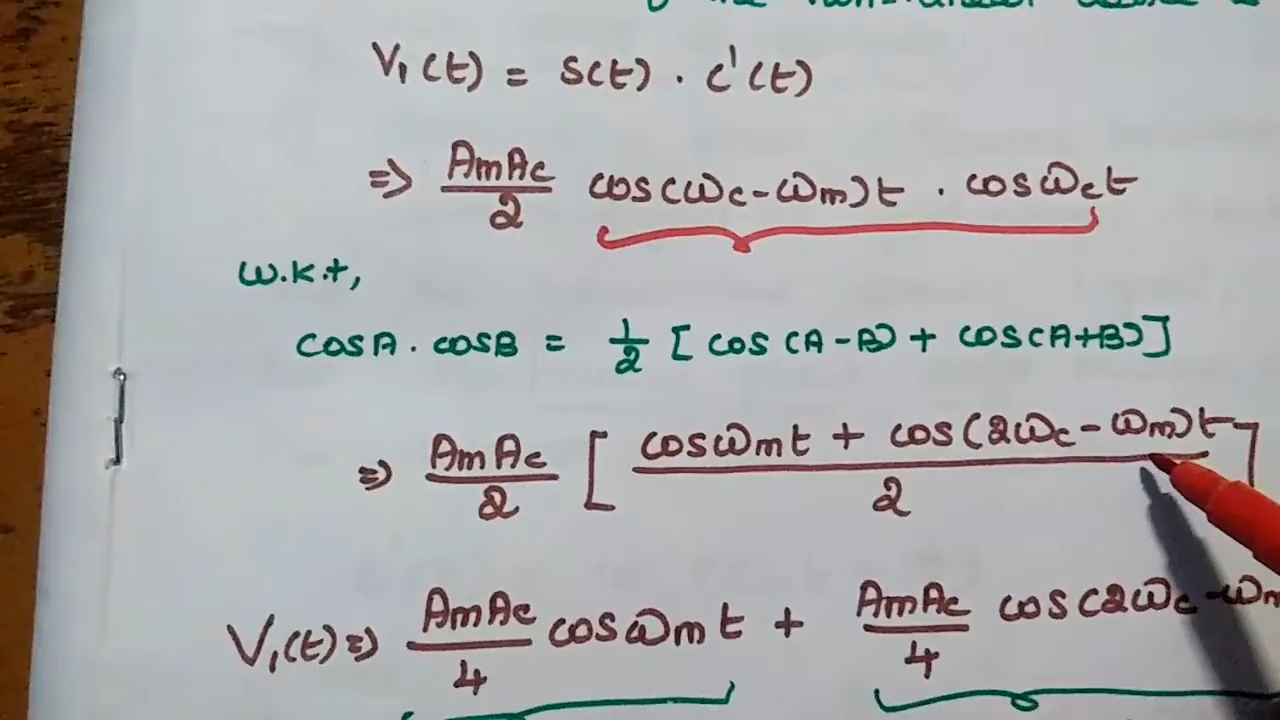 V₁(t) = S(t) . c'(t)
⇒ AmAc/2 cos(ωc-ωm)t . cosωct
w.k.t,
cosA . cosB = 1/2 [cos(A-B) + cos(A+B)]
⇒ AmAc/2 [cosωmt + cos(2ωc-ωm)t/2]
V₁(t) ⇒ AmAc/4 cosωmt + AmAc/4 cos(2ωc-ωm